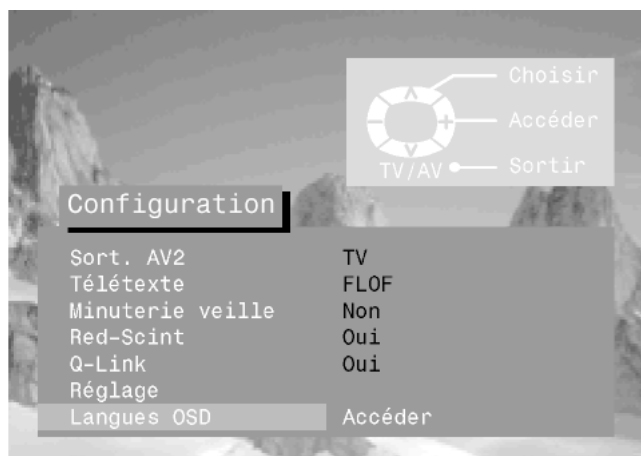 Choisir
Accéder
TV/AV Sortir
Configuration
Sort. AV2 TV
Télétexte FLOF
Minuterie veille Non
Red-Scint Oui
Q-Link Oui
Réglage
Langues OSD Accéder